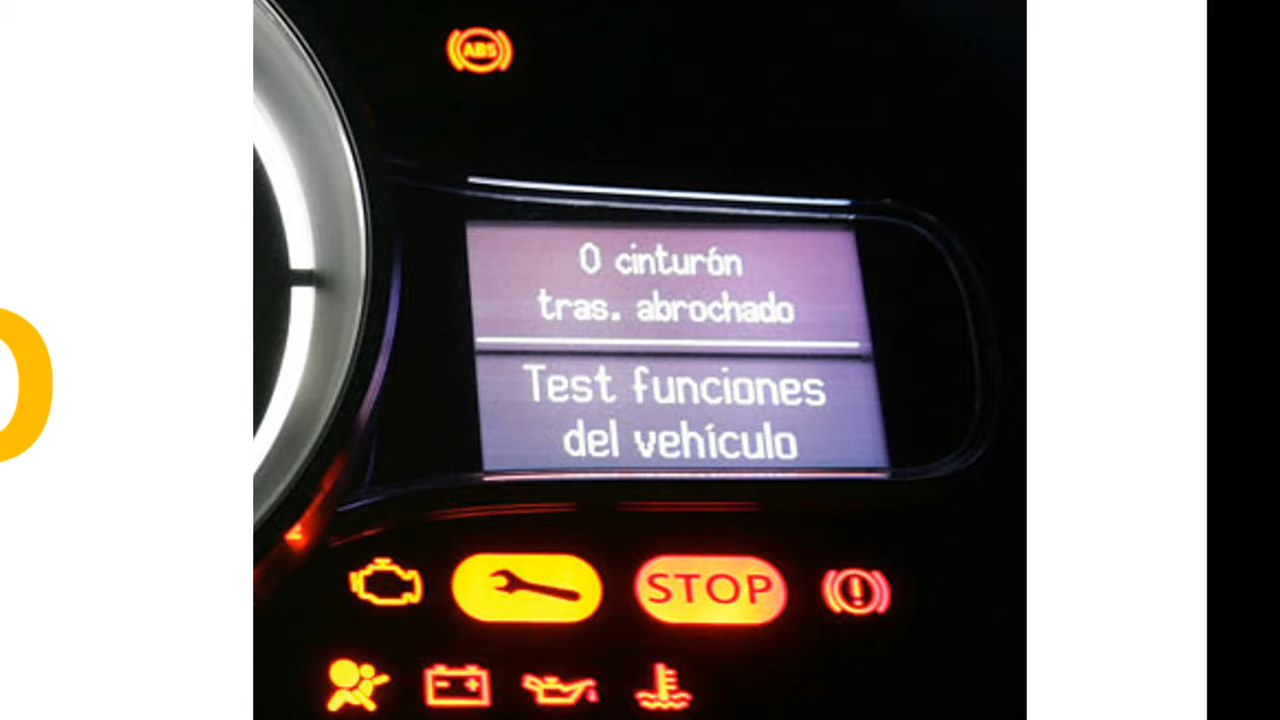 ABS
0 cinturón
tras. abrochado
Test funciones
del vehículo
STOP